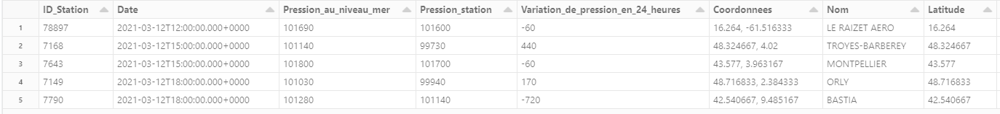 ID_Station Date Pression_au_niveau_mer Pression_station Variation_de_pression_en_24_heures Coordonnees Nom Latitude
1 78897 2021-03-12T12:00:00.000+0000 101690 101600 -60 16.264, -61.516333 LE RAIZET AERO 16.264
2 7168 2021-03-12T15:00:00.000+0000 101140 99730 440 48.324667, 4.02 TROYES-BARBEREY 48.324667
3 7643 2021-03-12T15:00:00.000+0000 101800 101700 -60 43.577, 3.963167 MONTPELLIER 43.577
4 7149 2021-03-12T18:00:00.000+0000 101030 99940 170 48.716833, 2.384333 ORLY 48.716833
5 7790 2021-03-12T18:00:00.000+0000 101280 101140 -720 42.540667, 9.485167 BASTIA 42.540667